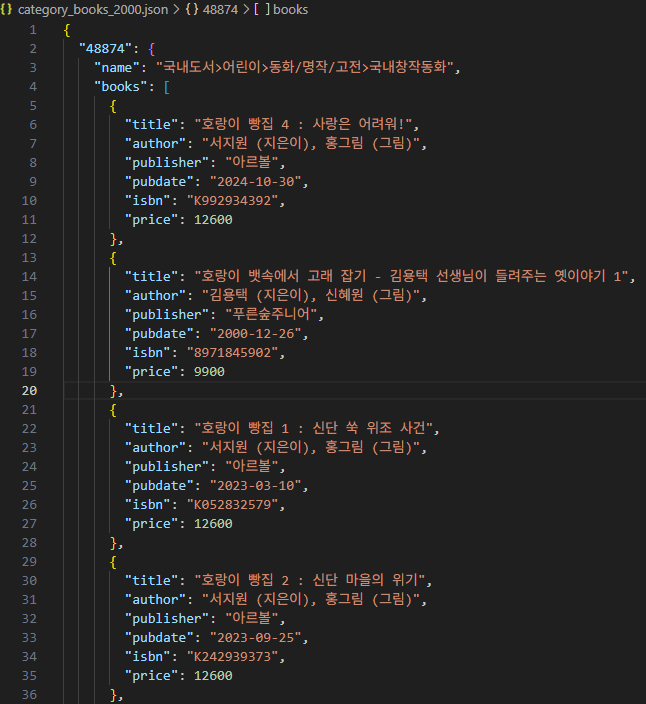 {} category_books_2000.json > {} 48874 > [ ] books
1 {
2 "48874": {
3 "name": "국내도서>어린이>동화/명작/고전>국내창작동화",
4 "books": [
5 {
6 "title": "호랑이 빵집 4 : 사랑은 어려워!",
7 "author": "서지원 (지은이), 홍그림 (그림)",
8 "publisher": "아르볼",
9 "pubdate": "2024-10-30",
10 "isbn": "K992934392",
11 "price": 12600
12 },
13 {
14 "title": "호랑이 뱃속에서 고래 잡기 - 김용택 선생님이 들려주는 옛이야기 1",
15 "author": "김용택 (지은이), 신혜원 (그림)",
16 "publisher": "푸른숲주니어",
17 "pubdate": "2000-12-26",
18 "isbn": "8971845902",
19 "price": 9900
20 },
21 {
22 "title": "호랑이 빵집 1 : 신단 쑥 위조 사건",
23 "author": "서지원 (지은이), 홍그림 (그림)",
24 "publisher": "아르볼",
25 "pubdate": "2023-03-10",
26 "isbn": "K052832579",
27 "price": 12600
28 },
29 {
30 "title": "호랑이 빵집 2 : 신단 마을의 위기",
31 "author": "서지원 (지은이), 홍그림 (그림)",
32 "publisher": "아르볼",
33 "pubdate": "2023-09-25",
34 "isbn": "K242939373",
35 "price": 12600
36 },